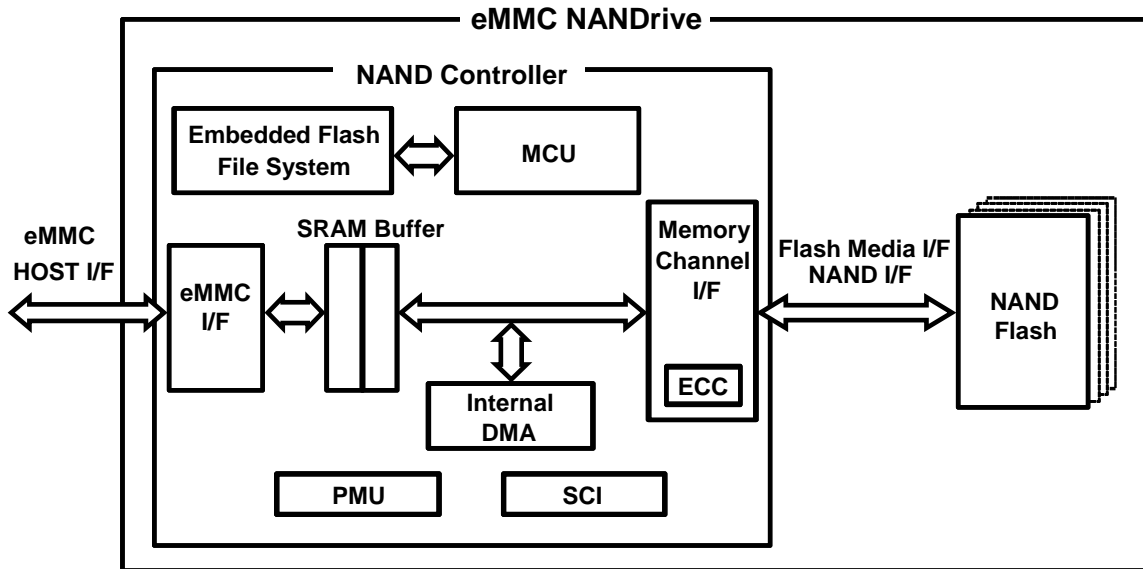 eMMC NANDrive
NAND Controller
Embedded Flash
File System
MCU
eMMC
HOST I/F
eMMC
I/F
SRAM Buffer
Memory
Channel
I/F
ECC
Flash Media I/F
NAND I/F
NAND
Flash
Internal
DMA
PMU
SCI